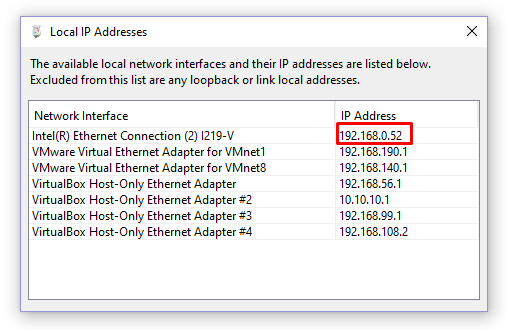 Local IP Addresses
The available local network interfaces and their IP addresses are listed below.
Excluded from this list are any loopback or link local addresses.
Network Interface IP Address
Intel(R) Ethernet Connection (2) I219-V 192.168.0.52
VMware Virtual Ethernet Adapter for VMnet1 192.168.190.1
VMware Virtual Ethernet Adapter for VMnet8 192.168.140.1
VirtualBox Host-Only Ethernet Adapter 192.168.56.1
VirtualBox Host-Only Ethernet Adapter #2 10.10.10.1
VirtualBox Host-Only Ethernet Adapter #3 192.168.99.1
VirtualBox Host-Only Ethernet Adapter #4 192.168.108.2